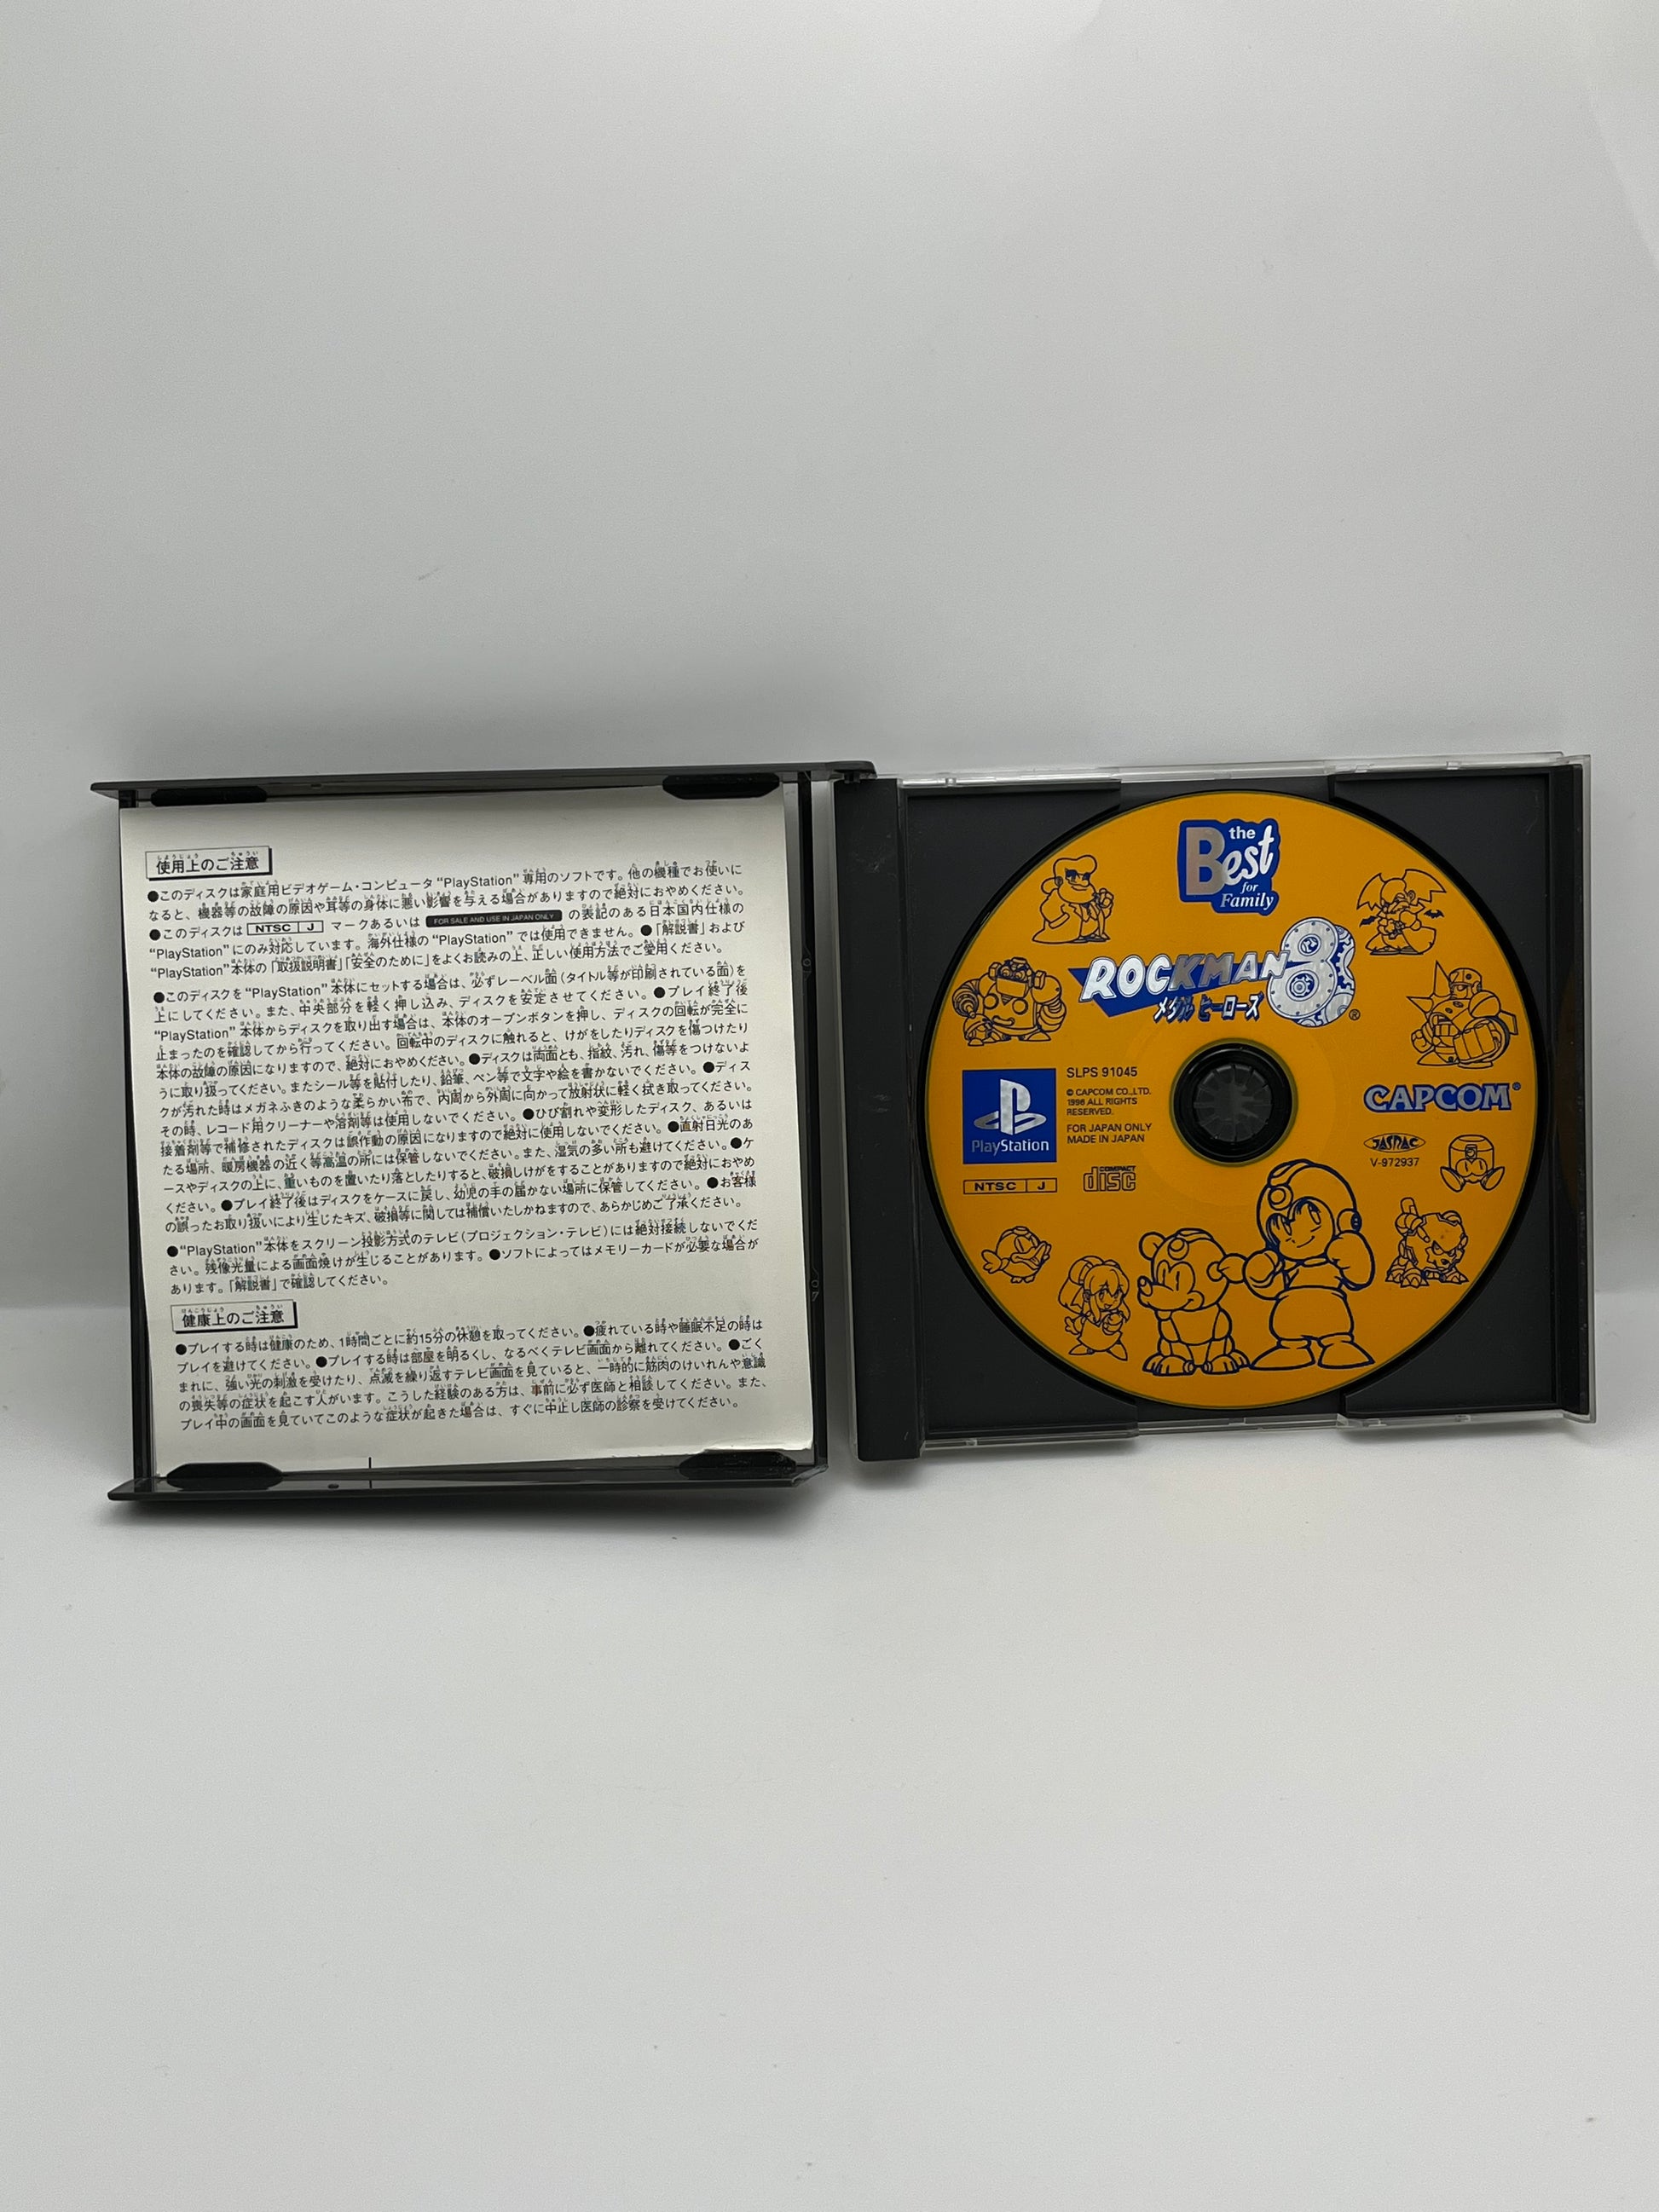 使用上のご注意
●このディスクは家庭用ビデオゲーム・コンピュータ“PlayStation”専用のソフトです。他の機種でお使いに
なると、機器等の故障の原因や耳等の身体に悪い影響を与える場合がありますので絶対におやめください。
●このディスクは NTSC J マークあるいは FOR SALE AND USE IN JAPAN ONLY の表記のある日本国内仕様の
“PlayStation”にのみ対応しています。海外仕様の“PlayStation”では使用できません。●「解説書」および
“PlayStation”本体の「取扱説明書」「安全のために」をよくお読みの上、正しい使用方法でご愛用ください。
●このディスクを“PlayStation”本体にセットする場合は、必ずレーベル面(タイトル等が印刷されている面)を
上にしてください。また、中央部分を軽く押し込み、ディスクを安定させてください。●プレイ終了後
“PlayStation”本体からディスクを取り出す場合は、本体のオープンボタンを押し、ディスクの回転が完全に
止まったのを確認してから行ってください。回転中のディスクに触れると、けがをしたりディスクを傷つけたり
本体の故障の原因になりますので、絶対におやめください。●ディスクは両面とも、指紋、汚れ、傷等をつけないよ
うに取り扱ってください。またシール等を貼付したり、鉛筆、ペン等で文字や絵を書かないでください。●ディス
クが汚れた時はメガネふきのような柔らかい布で、内周から外周に向かって放射状に軽く拭き取ってください。
その時、レコード用クリーナーや溶剤等は使用しないでください。●ひび割れや変形したディスク、あるいは
接着剤等で補修されたディスクは誤作動の原因になりますので絶対に使用しないでください。●直射日光のあ
たる場所、暖房機器の近く等高温の所には保管しないでください。また、湿気の多い所も避けてください。●ケ
ースやディスクの上に、重いものを置いたり落としたりすると、破損しけがをすることがありますので絶対におやめ
ください。●プレイ終了後はディスクをケースに戻し、幼児の手の届かない場所に保管してください。●お客様
の誤ったお取り扱いにより生じたキズ、破損等に関しては補償いたしかねますので、あらかじめご了承ください。
●“PlayStation”本体をスクリーン投影方式のテレビ(プロジェクション・テレビ)には絶対接続しないでくだ
さい。残像光量による画面焼けが生じることがあります。●ソフトによってはメモリーカードが必要な場合が
あります。「解説書」で確認してください。
健康上のご注意
●プレイする時は健康のため、1時間ごとに約15分の休憩を取ってください。●疲れている時や睡眠不足の時は
プレイを避けてください。●プレイする時は部屋を明るくし、なるべくテレビ画面から離れてください。●ごく
まれに、強い光の刺激を受けたり、点滅を繰り返すテレビ画面を見ていると、一時的に筋肉のけいれんや意識
の喪失等の症状を起こす人がいます。こうした経験のある方は、事前に必ず医師と相談してください。また、
プレイ中の画面を見ていてこのような症状が起きた場合は、すぐに中止し医師の診察を受けてください。
the
Best
for
Family
ROCKMAN8
メタルヒーローズ
®
SLPS 91045
© CAPCOM CO.,LTD.
1996 ALL RIGHTS
RESERVED.
FOR JAPAN ONLY
MADE IN JAPAN
PlayStation
NTSC J
COMPACT
disc
CAPCOM®
JASRAC
V-972937